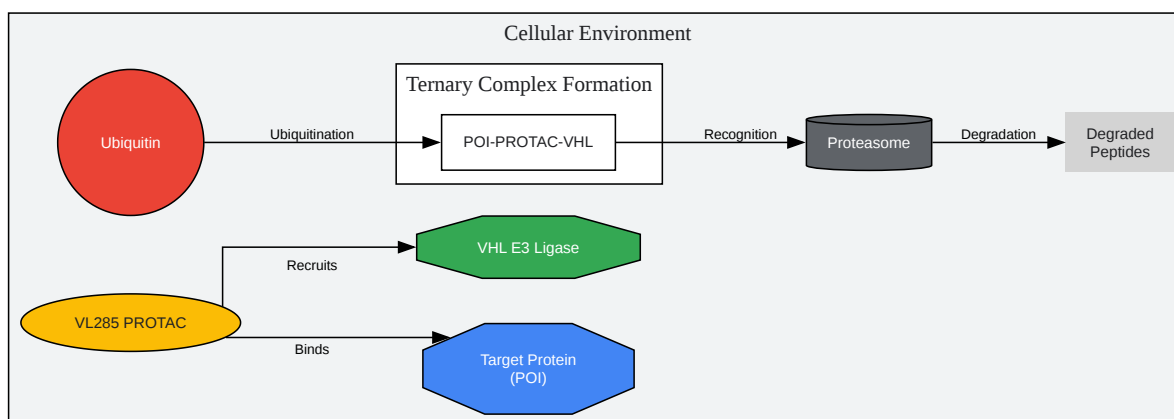 Cellular Environment
Ternary Complex Formation
Ubiquitin
Ubiquitination
POI-PROTAC-VHL
Recognition
Proteasome
Degradation
Degraded
Peptides
VHL E3 Ligase
Recruits
VL285 PROTAC
Binds
Target Protein
(POI)